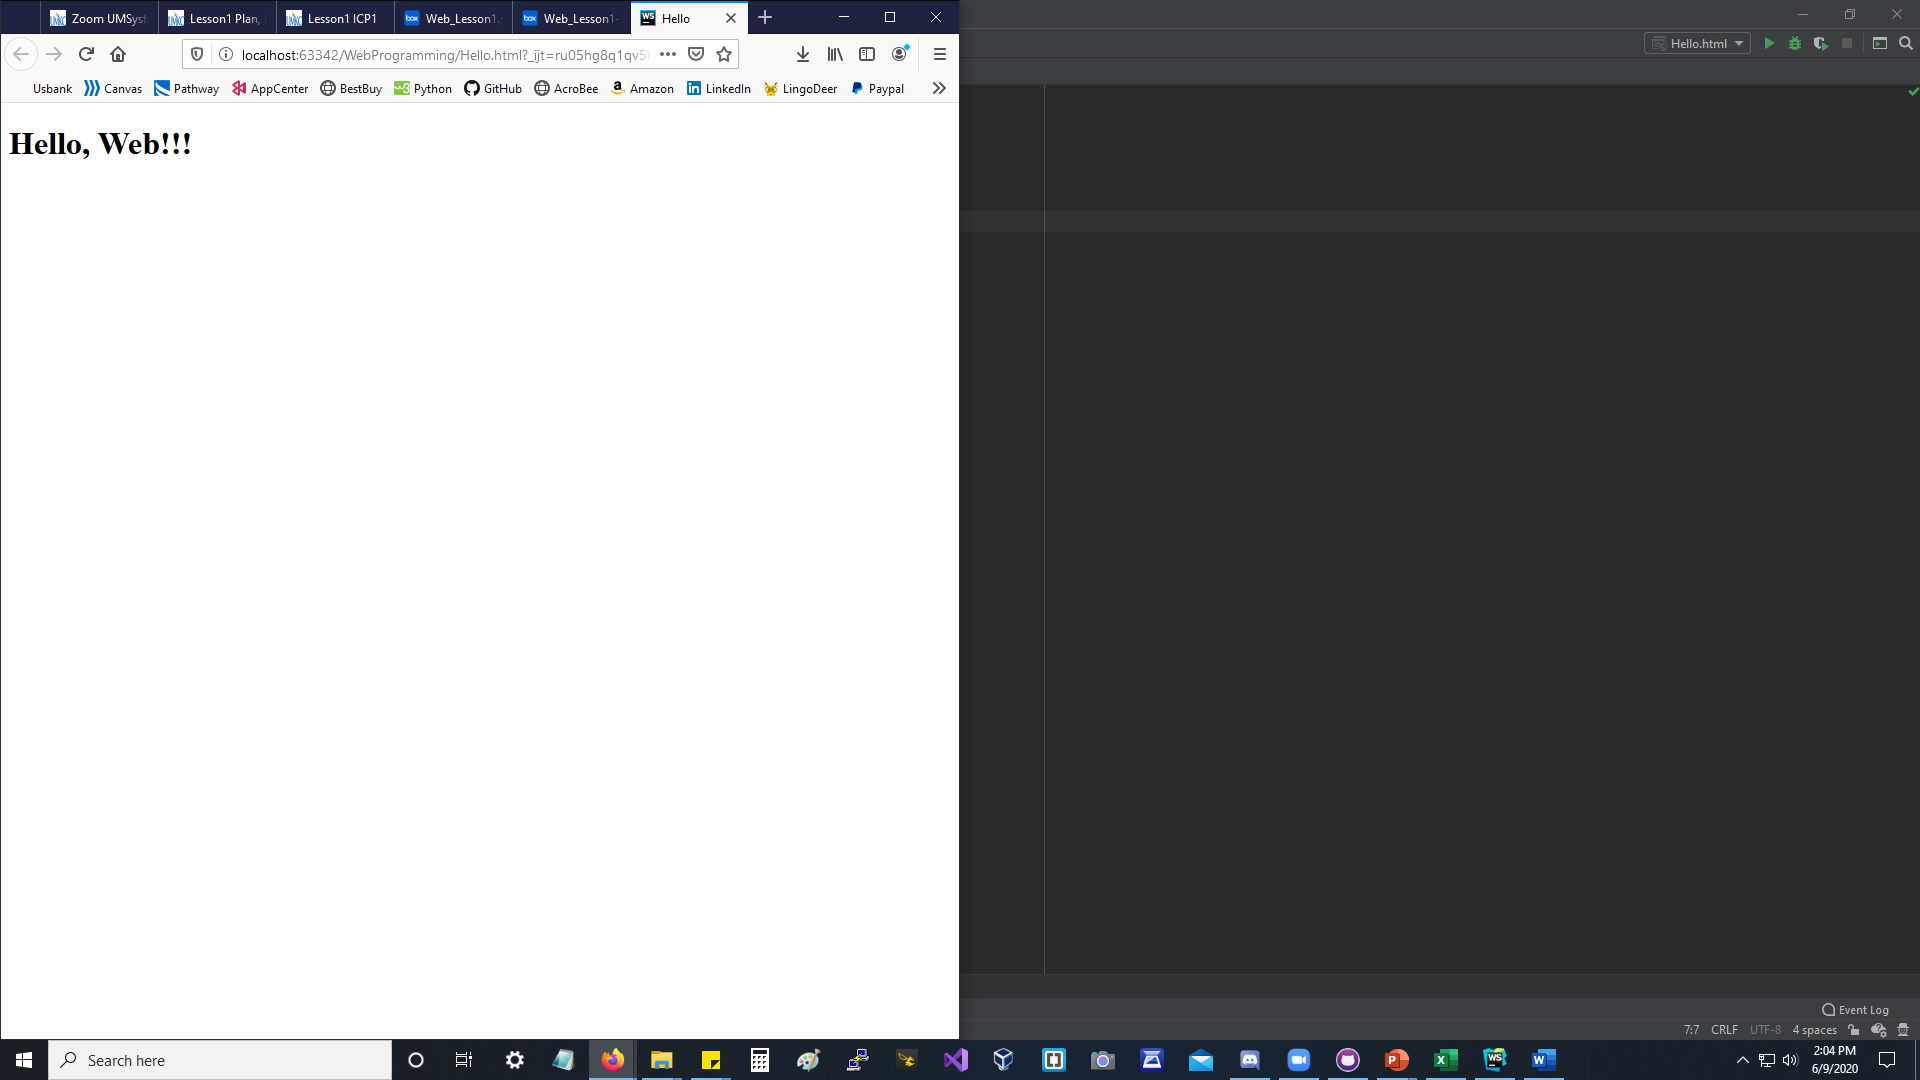 Zoom UMSyst
Lesson1 Plan,
Lesson1 ICP1
Web_Lesson1.
Web_Lesson1-
Hello
localhost:63342/WebProgramming/Hello.html?_ijt=ru05hg8q1qv5
Usbank Canvas Pathway AppCenter BestBuy Python GitHub AcroBee Amazon LinkedIn LingoDeer Paypal
Hello, Web!!!
Hello.html
Event Log
7:7 CRLF UTF-8 4 spaces
Search here
2:04 PM
6/9/2020